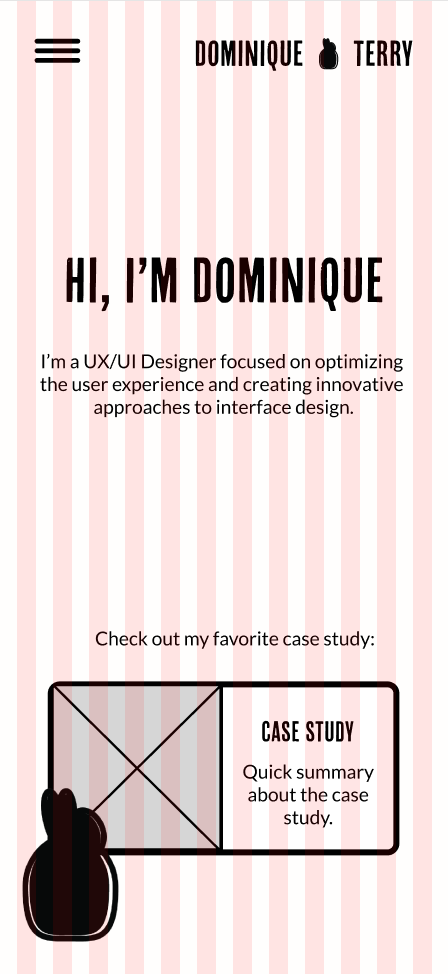 DOMINIQUE TERRY
HI, I’M DOMINIQUE
I’m a UX/UI Designer focused on optimizing
the user experience and creating innovative
approaches to interface design.
Check out my favorite case study:
CASE STUDY
Quick summary
about the case
study.